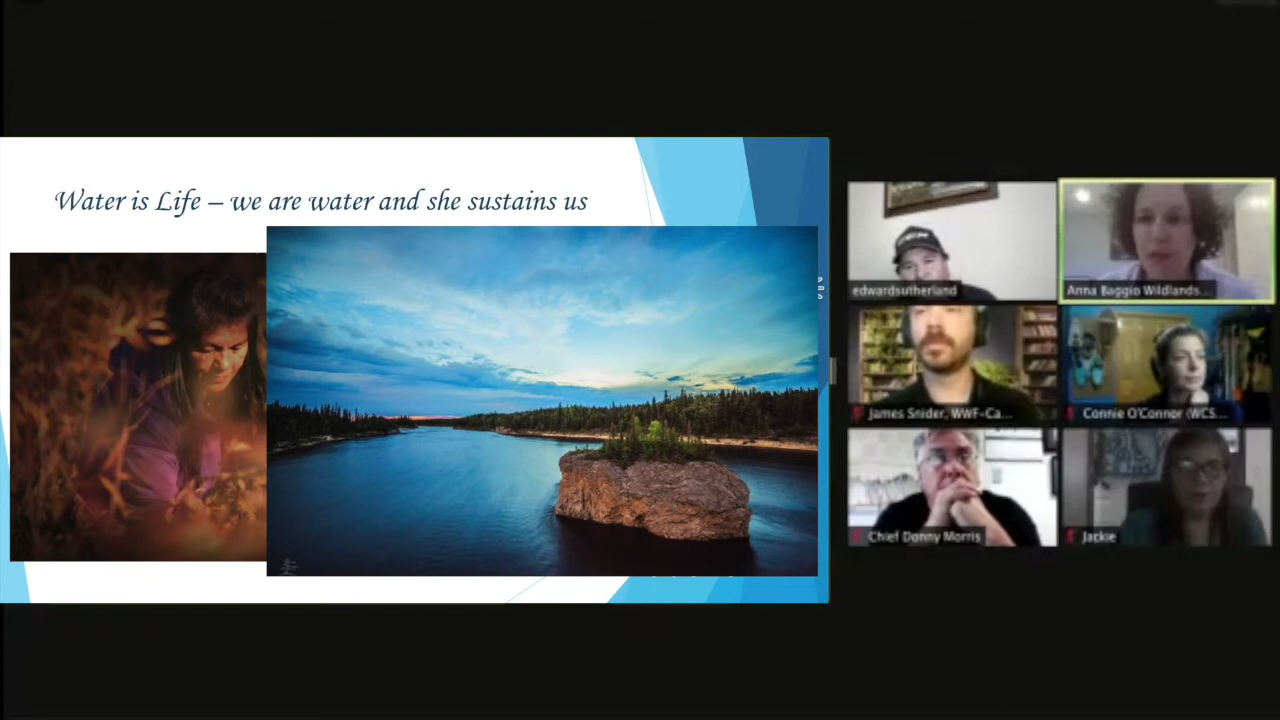 Water is Life – we are water and she sustains us
edwardsutherland
Anna Baggio Wildlands...
James Snider, WWF-Ca...
Connie O'Connor (WCS...
Chief Donny Morris
Jackie